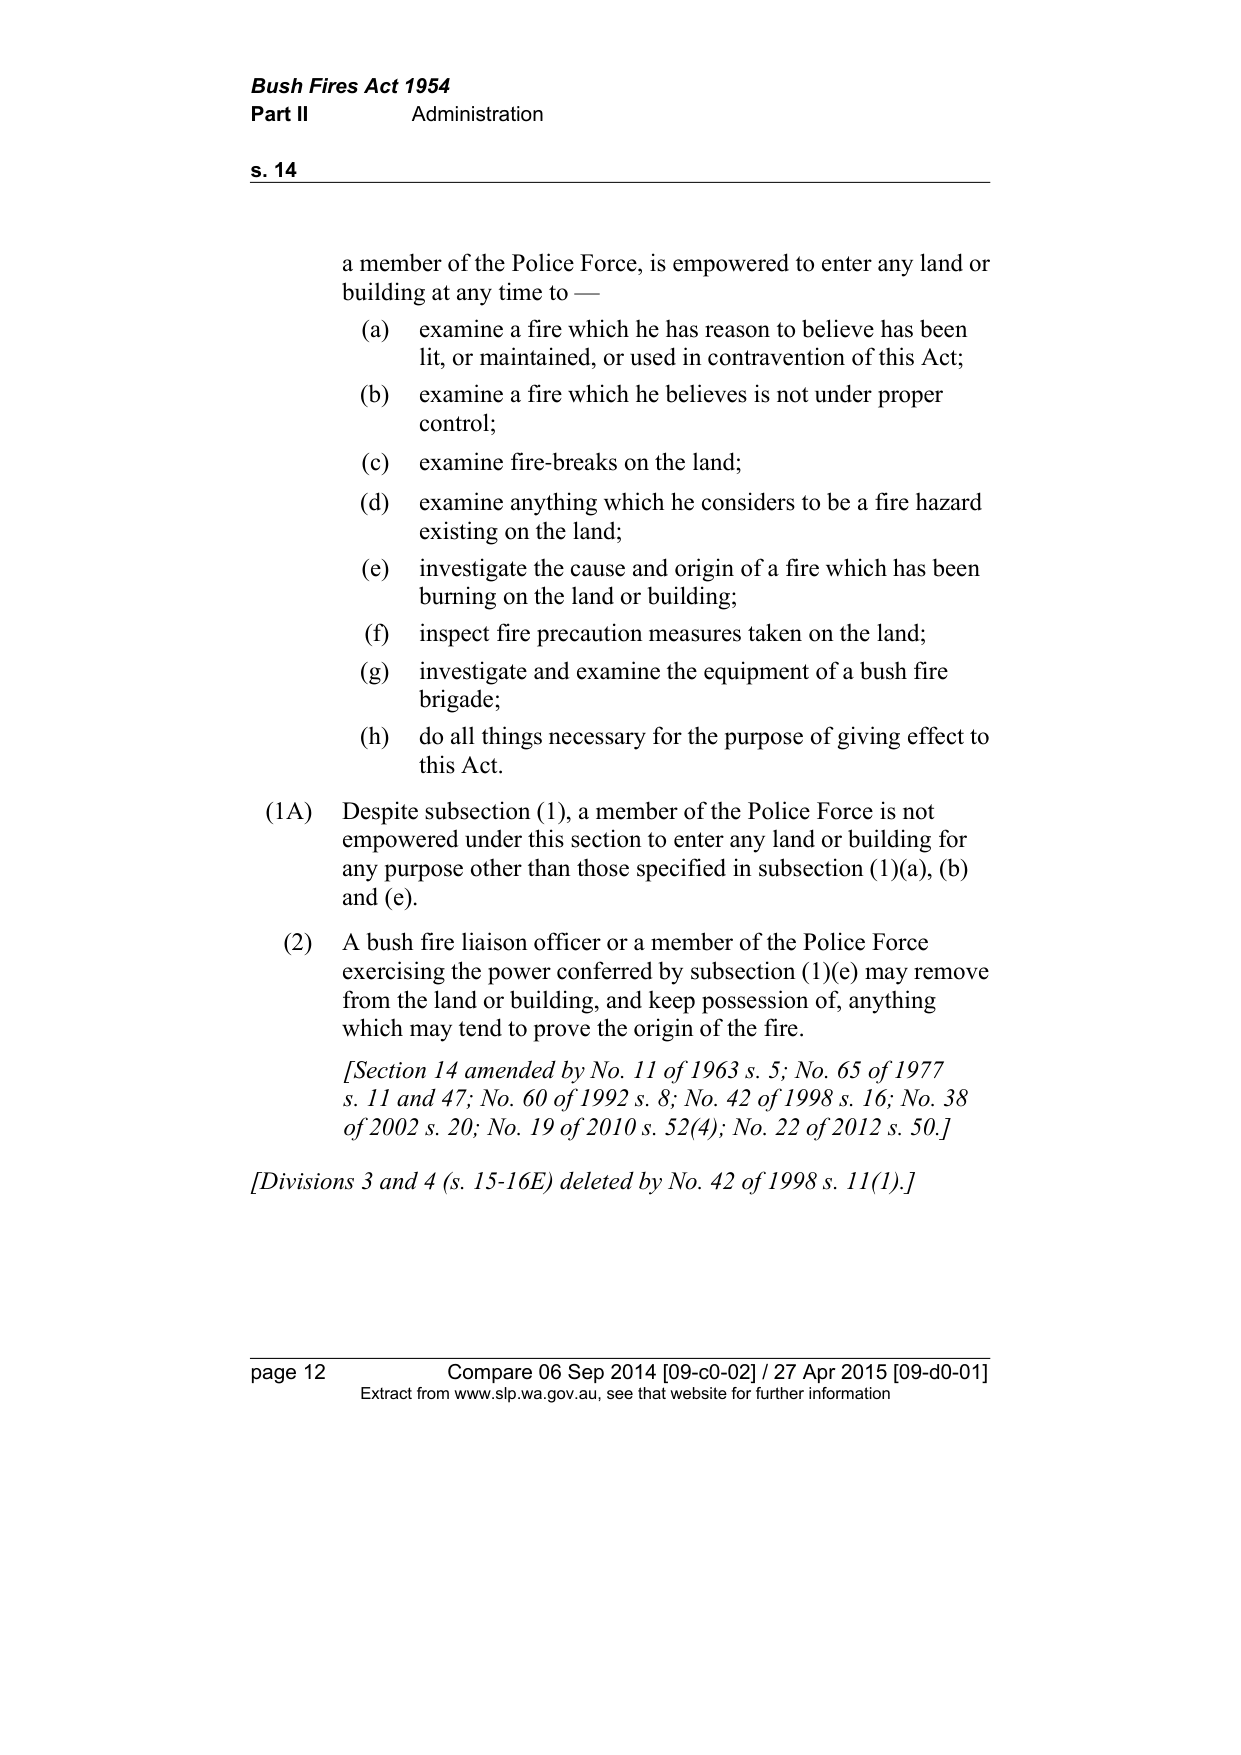 Bush Fires Act 1954
Part II Administration
s. 14
a member of the Police Force, is empowered to enter any land or
building at any time to —
(a) examine a fire which he has reason to believe has been
lit, or maintained, or used in contravention of this Act;
(b) examine a fire which he believes is not under proper
control;
(c) examine fire-breaks on the land;
(d) examine anything which he considers to be a fire hazard
existing on the land;
(e) investigate the cause and origin of a fire which has been
burning on the land or building;
(f) inspect fire precaution measures taken on the land;
(g) investigate and examine the equipment of a bush fire
brigade;
(h) do all things necessary for the purpose of giving effect to
this Act.
(1A) Despite subsection (1), a member of the Police Force is not
empowered under this section to enter any land or building for
any purpose other than those specified in subsection (1)(a), (b)
and (e).
(2) A bush fire liaison officer or a member of the Police Force
exercising the power conferred by subsection (1)(e) may remove
from the land or building, and keep possession of, anything
which may tend to prove the origin of the fire.
[Section 14 amended by No. 11 of 1963 s. 5; No. 65 of 1977
s. 11 and 47; No. 60 of 1992 s. 8; No. 42 of 1998 s. 16; No. 38
of 2002 s. 20; No. 19 of 2010 s. 52(4); No. 22 of 2012 s. 50.]
[Divisions 3 and 4 (s. 15-16E) deleted by No. 42 of 1998 s. 11(1).]
page 12 Compare 06 Sep 2014 [09-c0-02] / 27 Apr 2015 [09-d0-01]
Extract from www.slp.wa.gov.au, see that website for further information